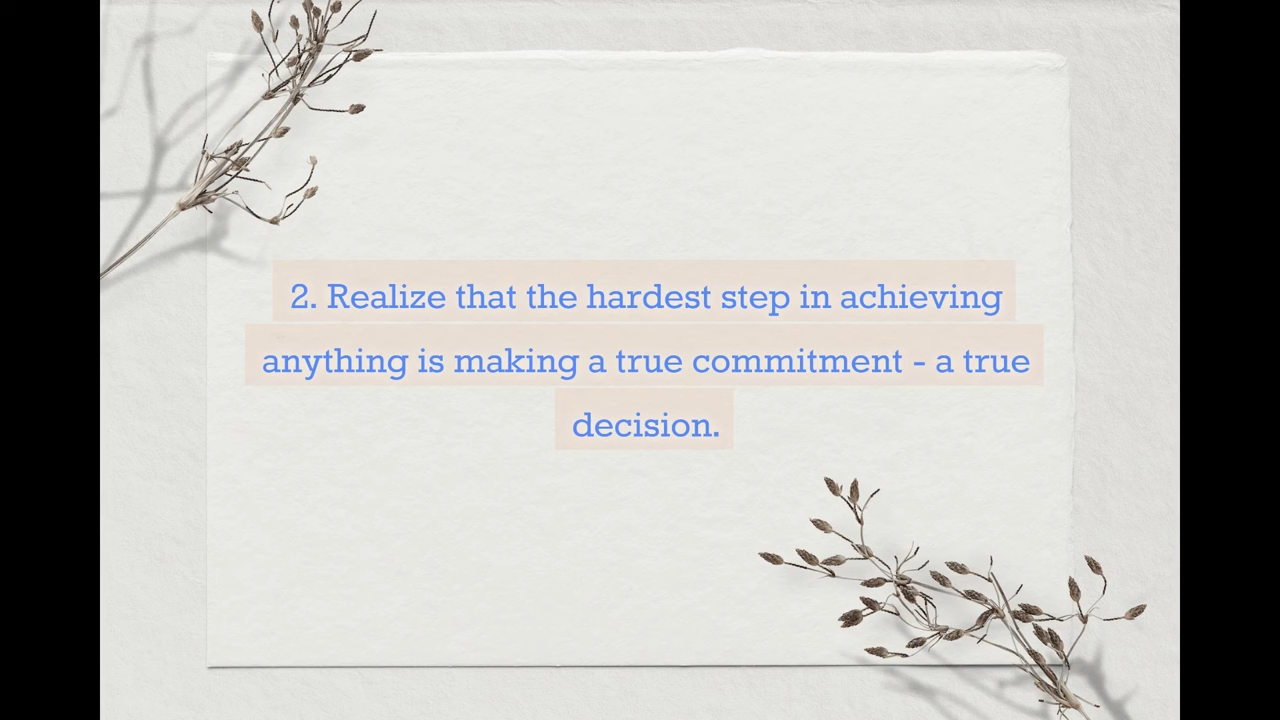 2. Realize that the hardest step in achieving
anything is making a true commitment - a true
decision.